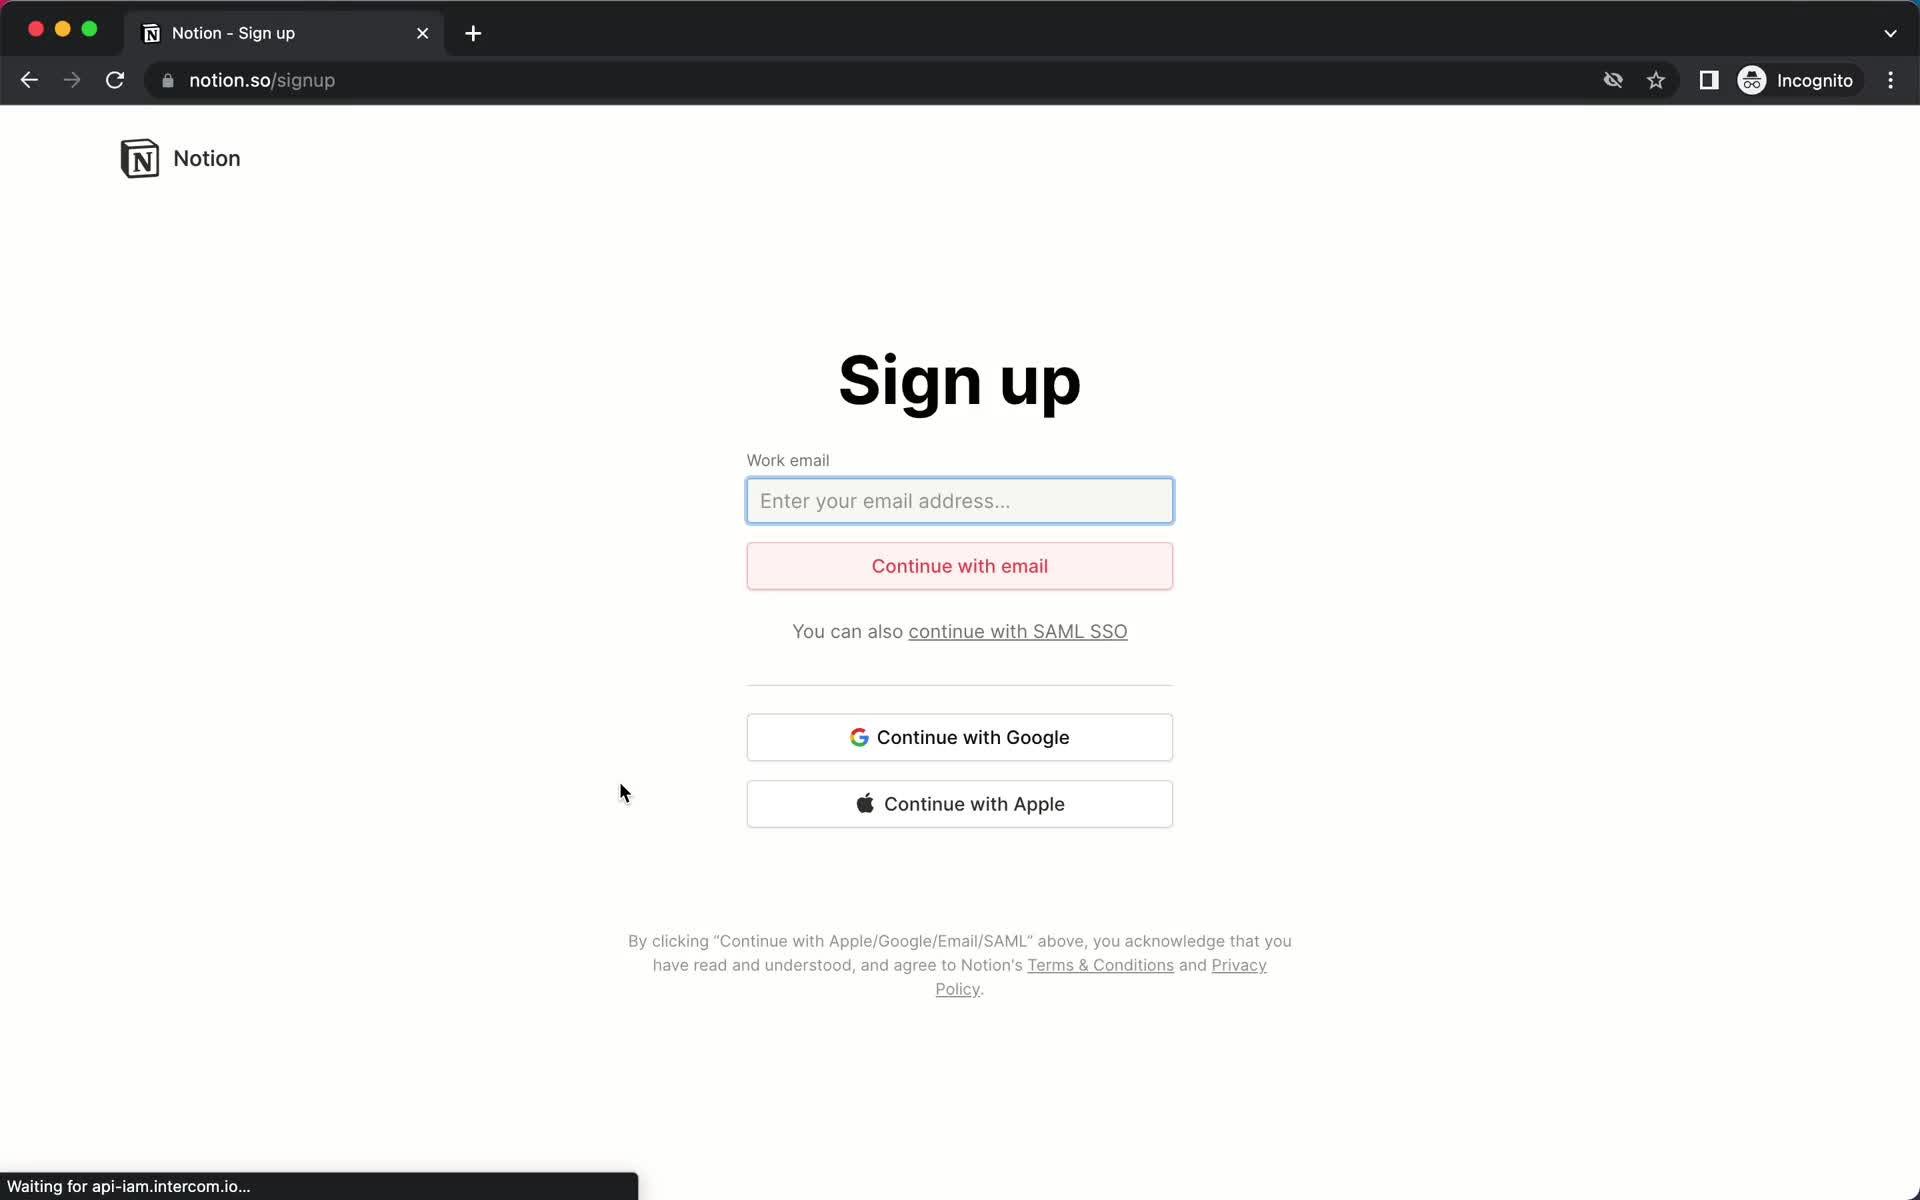 Notion - Sign up
notion.so/signup
Incognito
Notion
Sign up
Work email
Enter your email address...
Continue with email
You can also continue with SAML SSO
Continue with Google
Continue with Apple
By clicking “Continue with Apple/Google/Email/SAML” above, you acknowledge that you
have read and understood, and agree to Notion's Terms & Conditions and Privacy
Policy.
Waiting for api-iam.intercom.io...